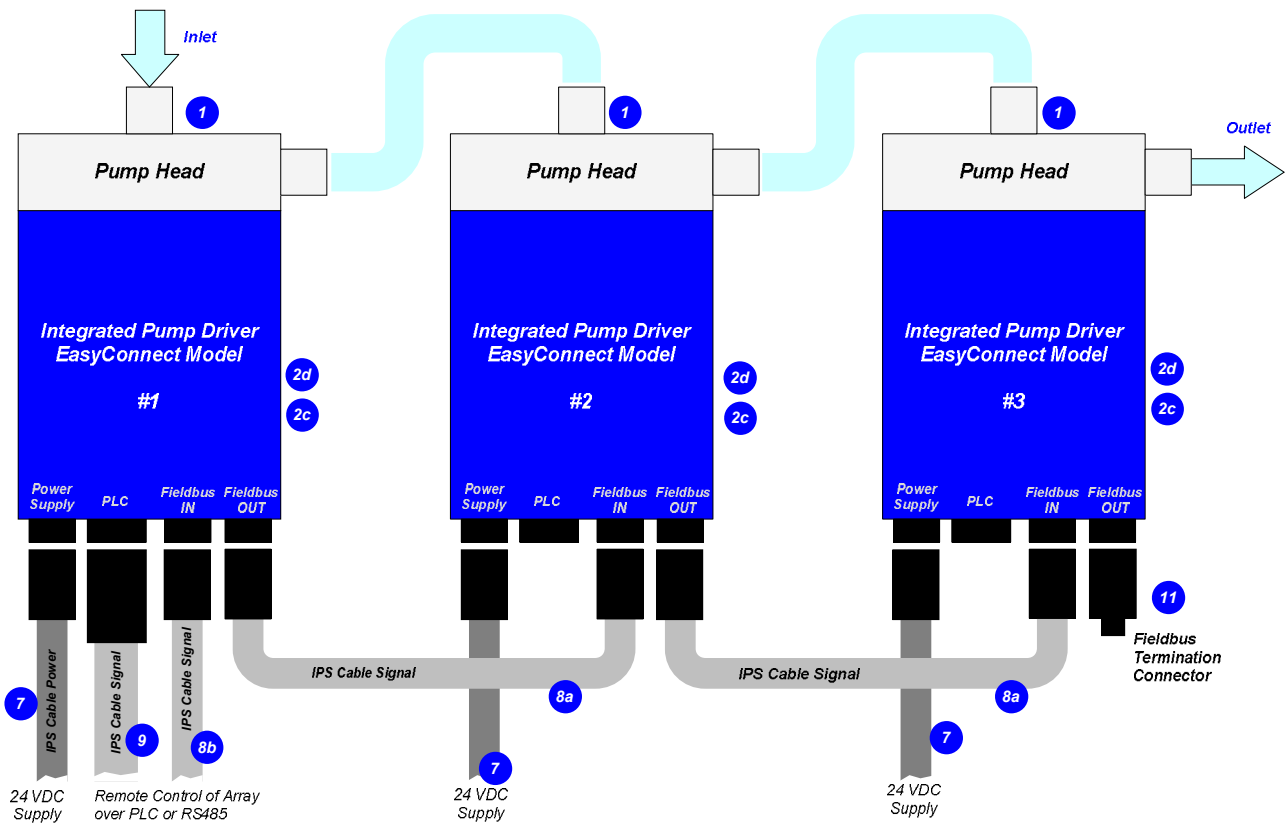 Inlet
1
1
1
Outlet
Pump Head
Pump Head
Pump Head
Integrated Pump Driver
EasyConnect Model
#1
2d
2c
Integrated Pump Driver
EasyConnect Model
#2
2d
2c
Integrated Pump Driver
EasyConnect Model
#3
2d
2c
Power
Supply
PLC
Fieldbus
IN
Fieldbus
OUT
Power
Supply
PLC
Fieldbus
IN
Fieldbus
OUT
Power
Supply
PLC
Fieldbus
IN
Fieldbus
OUT
11
Fieldbus
Termination
Connector
IPS Cable Power
IPS Cable Signal
IPS Cable Signal
IPS Cable Signal
IPS Cable Signal
7
9
8b
8a
7
8a
7
24 VDC
Supply
Remote Control of Array
over PLC or RS485
24 VDC
Supply
24 VDC
Supply